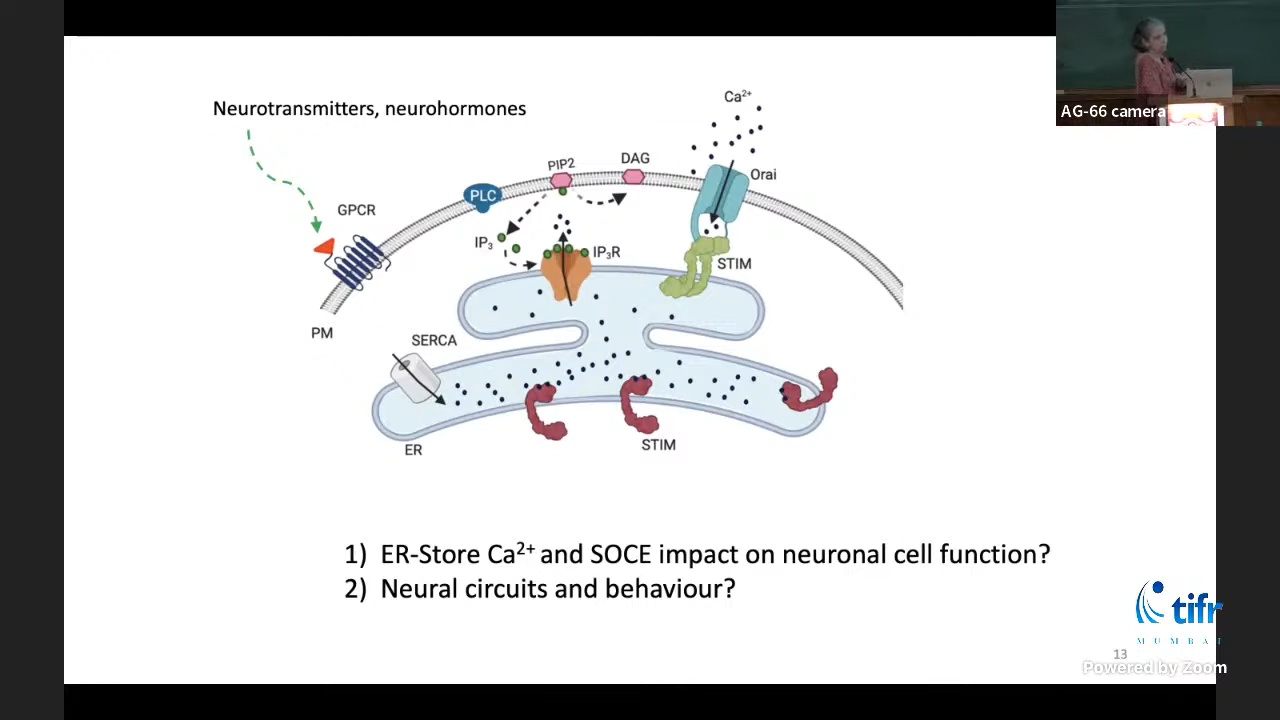 AG-66 camera
Neurotransmitters, neurohormones
Ca²⁺
PIP2
DAG
Orai
PLC
GPCR
IP₃
IP₃R
STIM
PM
SERCA
ER
STIM
1) ER-Store Ca²⁺ and SOCE impact on neuronal cell function?
2) Neural circuits and behaviour?
tifr
MUMBAI
13
Powered by Zoom